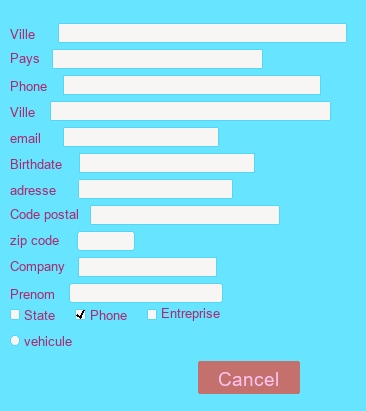 Ville
Pays
Phone
Ville
email
Birthdate
adresse
Code postal
zip code
Company
Prenom
State Phone Entreprise
vehicule
Cancel